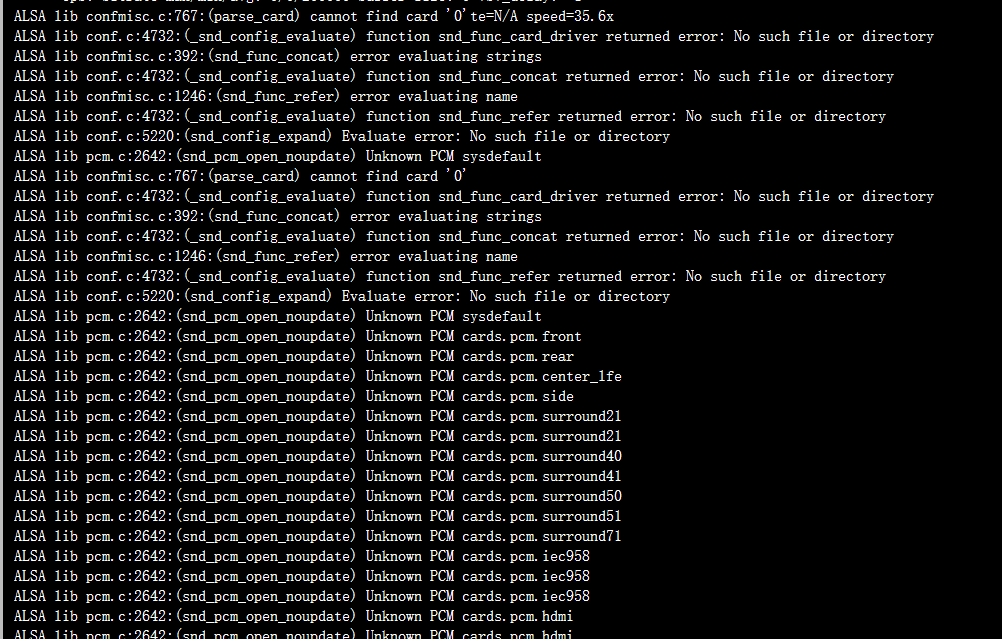 ALSA lib confmisc.c:767:(parse_card) cannot find card '0'te=N/A speed=35.6x
ALSA lib conf.c:4732:(_snd_config_evaluate) function snd_func_card_driver returned error: No such file or directory
ALSA lib confmisc.c:392:(snd_func_concat) error evaluating strings
ALSA lib conf.c:4732:(_snd_config_evaluate) function snd_func_concat returned error: No such file or directory
ALSA lib confmisc.c:1246:(snd_func_refer) error evaluating name
ALSA lib conf.c:4732:(_snd_config_evaluate) function snd_func_refer returned error: No such file or directory
ALSA lib conf.c:5220:(snd_config_expand) Evaluate error: No such file or directory
ALSA lib pcm.c:2642:(snd_pcm_open_noupdate) Unknown PCM sysdefault
ALSA lib confmisc.c:767:(parse_card) cannot find card '0'
ALSA lib conf.c:4732:(_snd_config_evaluate) function snd_func_card_driver returned error: No such file or directory
ALSA lib confmisc.c:392:(snd_func_concat) error evaluating strings
ALSA lib conf.c:4732:(_snd_config_evaluate) function snd_func_concat returned error: No such file or directory
ALSA lib confmisc.c:1246:(snd_func_refer) error evaluating name
ALSA lib conf.c:4732:(_snd_config_evaluate) function snd_func_refer returned error: No such file or directory
ALSA lib conf.c:5220:(snd_config_expand) Evaluate error: No such file or directory
ALSA lib pcm.c:2642:(snd_pcm_open_noupdate) Unknown PCM sysdefault
ALSA lib pcm.c:2642:(snd_pcm_open_noupdate) Unknown PCM cards.pcm.front
ALSA lib pcm.c:2642:(snd_pcm_open_noupdate) Unknown PCM cards.pcm.rear
ALSA lib pcm.c:2642:(snd_pcm_open_noupdate) Unknown PCM cards.pcm.center_lfe
ALSA lib pcm.c:2642:(snd_pcm_open_noupdate) Unknown PCM cards.pcm.side
ALSA lib pcm.c:2642:(snd_pcm_open_noupdate) Unknown PCM cards.pcm.surround21
ALSA lib pcm.c:2642:(snd_pcm_open_noupdate) Unknown PCM cards.pcm.surround21
ALSA lib pcm.c:2642:(snd_pcm_open_noupdate) Unknown PCM cards.pcm.surround40
ALSA lib pcm.c:2642:(snd_pcm_open_noupdate) Unknown PCM cards.pcm.surround41
ALSA lib pcm.c:2642:(snd_pcm_open_noupdate) Unknown PCM cards.pcm.surround50
ALSA lib pcm.c:2642:(snd_pcm_open_noupdate) Unknown PCM cards.pcm.surround51
ALSA lib pcm.c:2642:(snd_pcm_open_noupdate) Unknown PCM cards.pcm.surround71
ALSA lib pcm.c:2642:(snd_pcm_open_noupdate) Unknown PCM cards.pcm.iec958
ALSA lib pcm.c:2642:(snd_pcm_open_noupdate) Unknown PCM cards.pcm.iec958
ALSA lib pcm.c:2642:(snd_pcm_open_noupdate) Unknown PCM cards.pcm.iec958
ALSA lib pcm.c:2642:(snd_pcm_open_noupdate) Unknown PCM cards.pcm.hdmi
ALSA lib pcm.c:2642:(snd_pcm_open_noupdate) Unknown PCM cards.pcm.hdmi